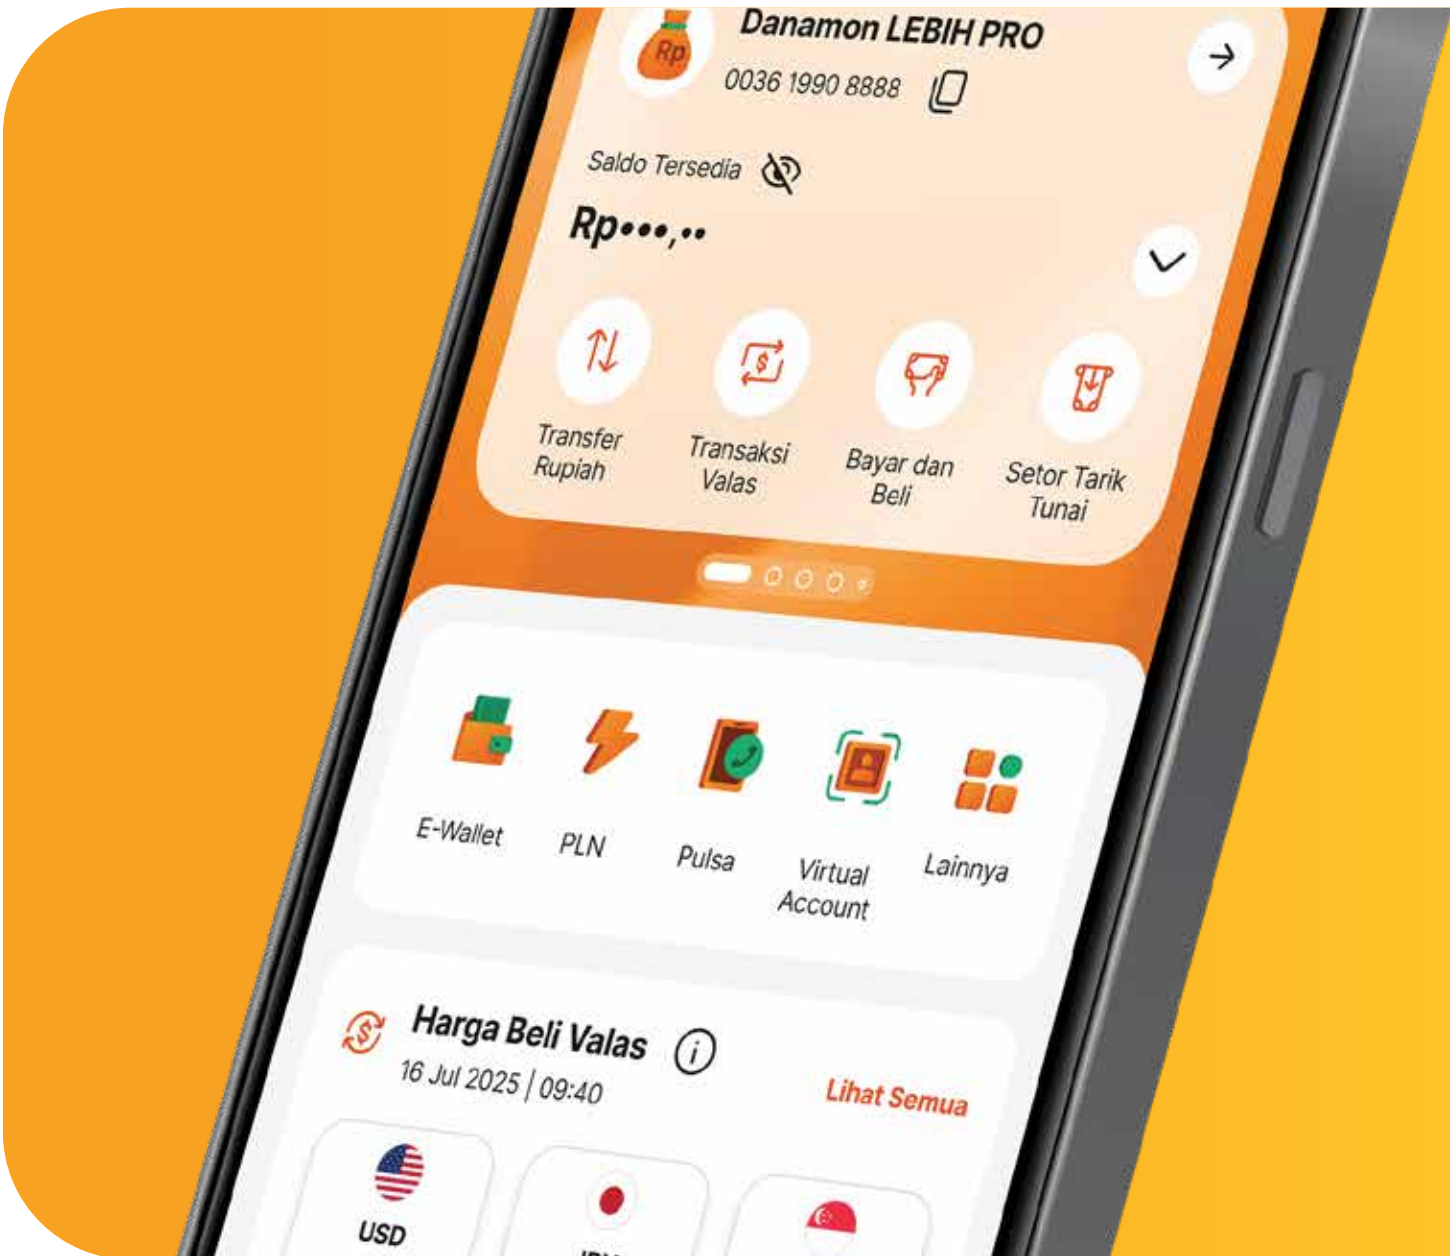 Danamon LEBIH PRO
0036 1990 8888
Rp
Saldo Tersedia
Rp•••,••
Transfer
Rupiah
Transaksi
Valas
Bayar dan
Beli
Setor Tarik
Tunai
E-Wallet
PLN
Pulsa
Virtual
Account
Lainnya
Harga Beli Valas
16 Jul 2025 | 09:40
Lihat Semua
USD